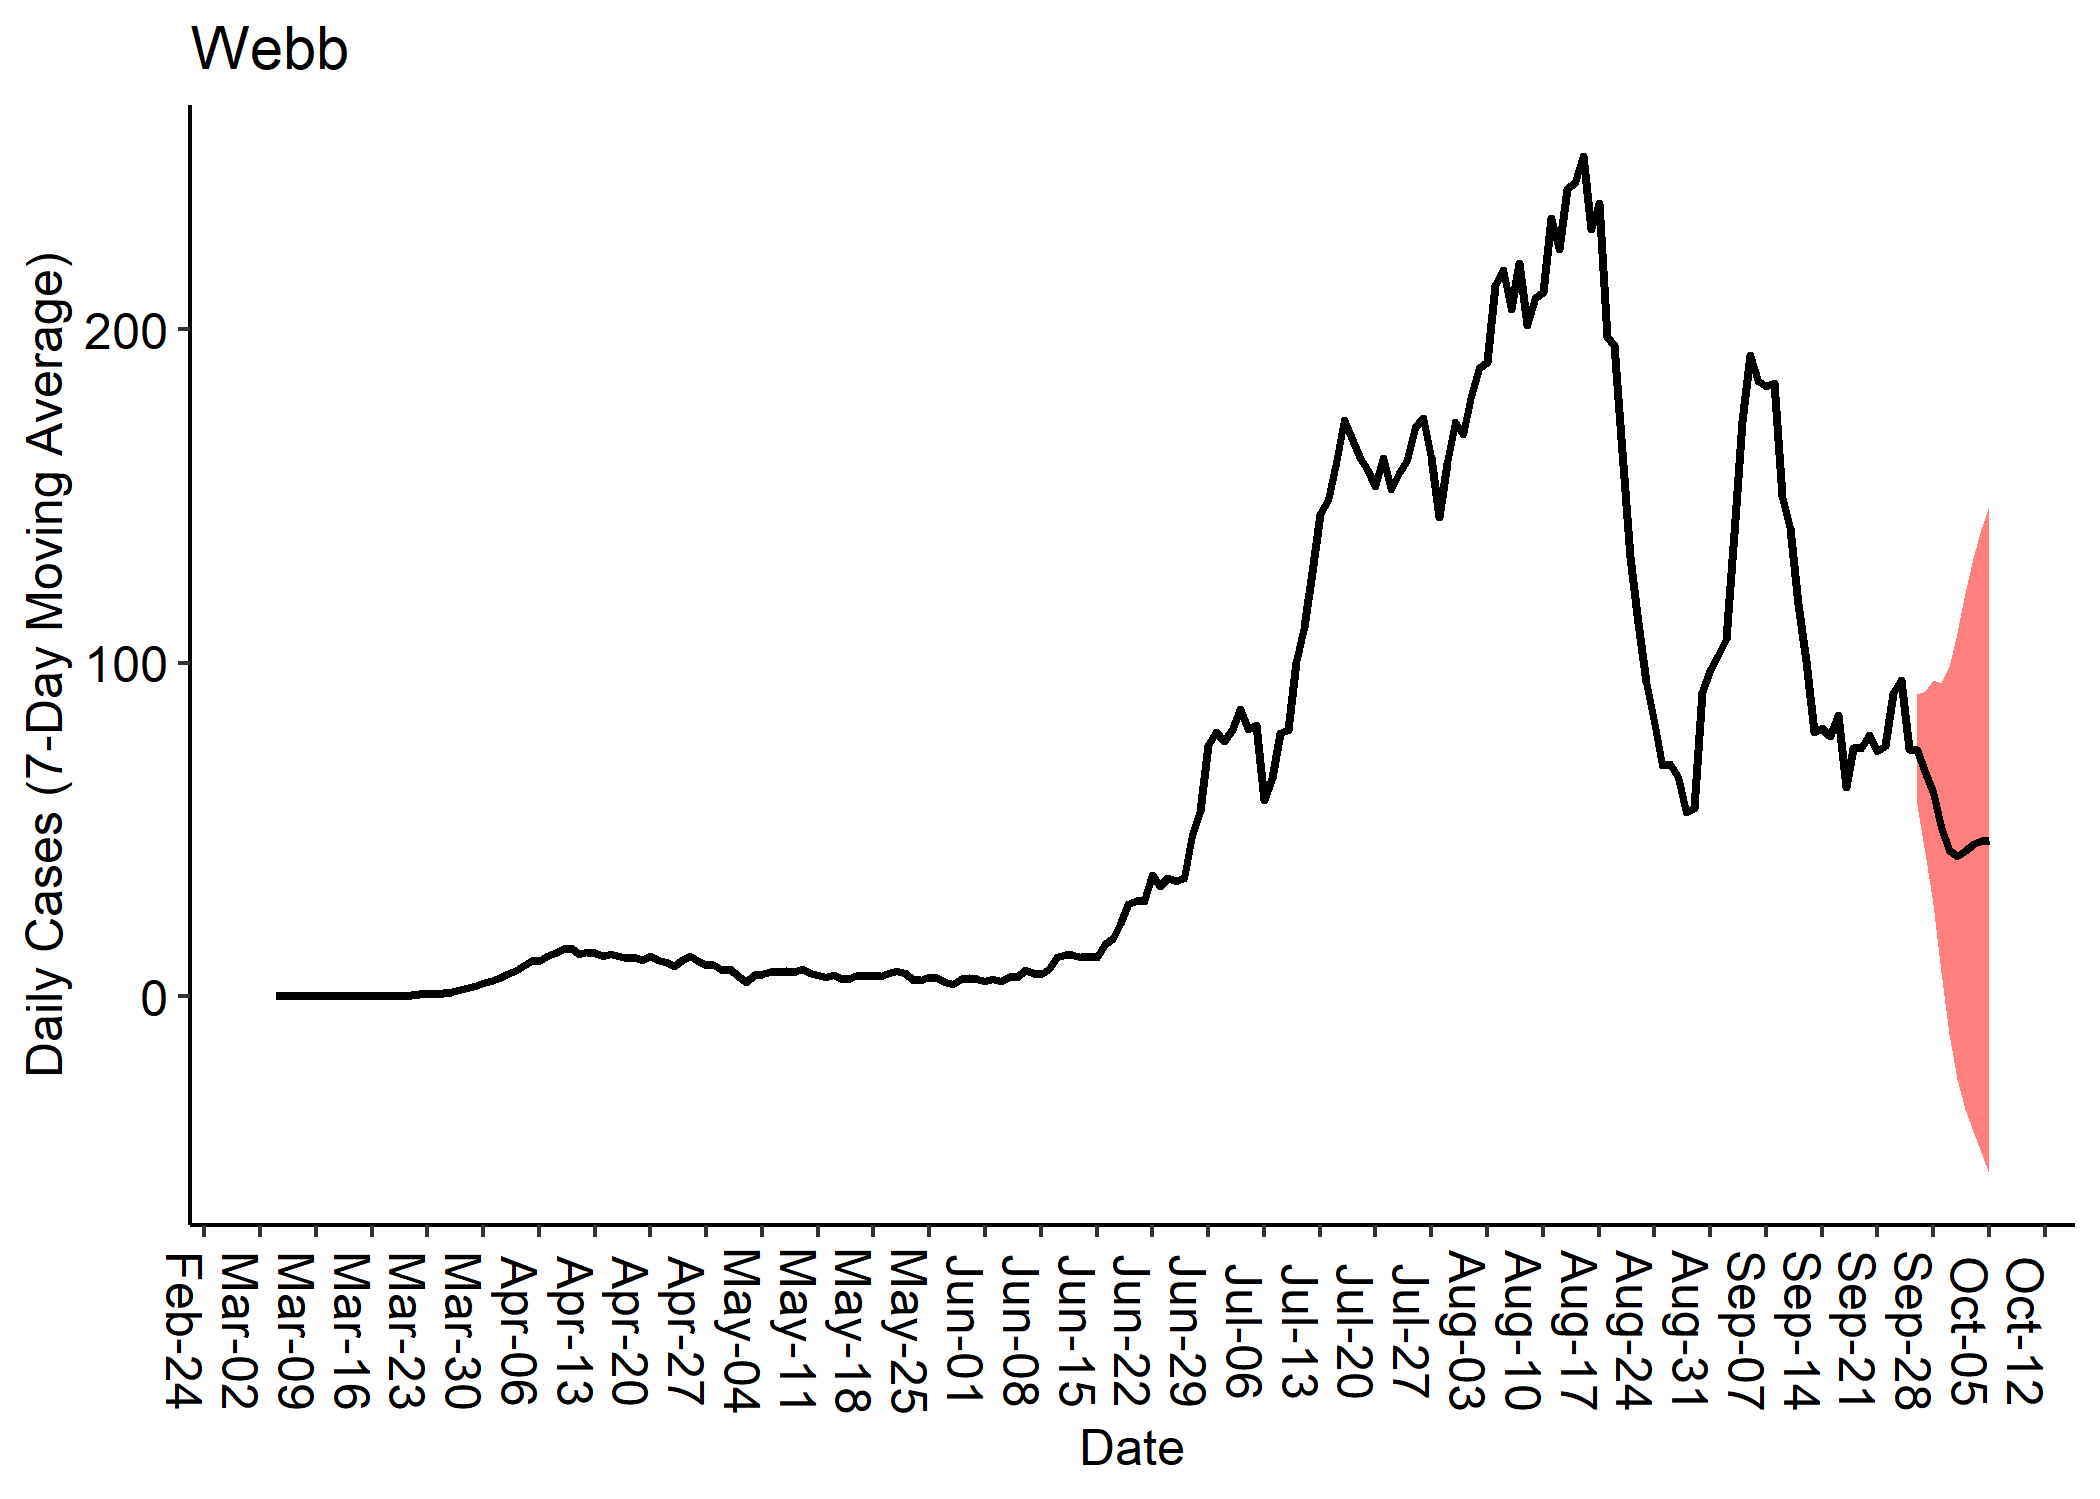 Webb
Daily Cases (7-Day Moving Average)
200
100
0
Feb-24
Mar-02
Mar-09
Mar-16
Mar-23
Mar-30
Apr-06
Apr-13
Apr-20
Apr-27
May-04
May-11
May-18
May-25
Jun-01
Jun-08
Jun-15
Jun-22
Jun-29
Jul-06
Jul-13
Jul-20
Jul-27
Aug-03
Aug-10
Aug-17
Aug-24
Aug-31
Sep-07
Sep-14
Sep-21
Sep-28
Oct-05
Oct-12
Date